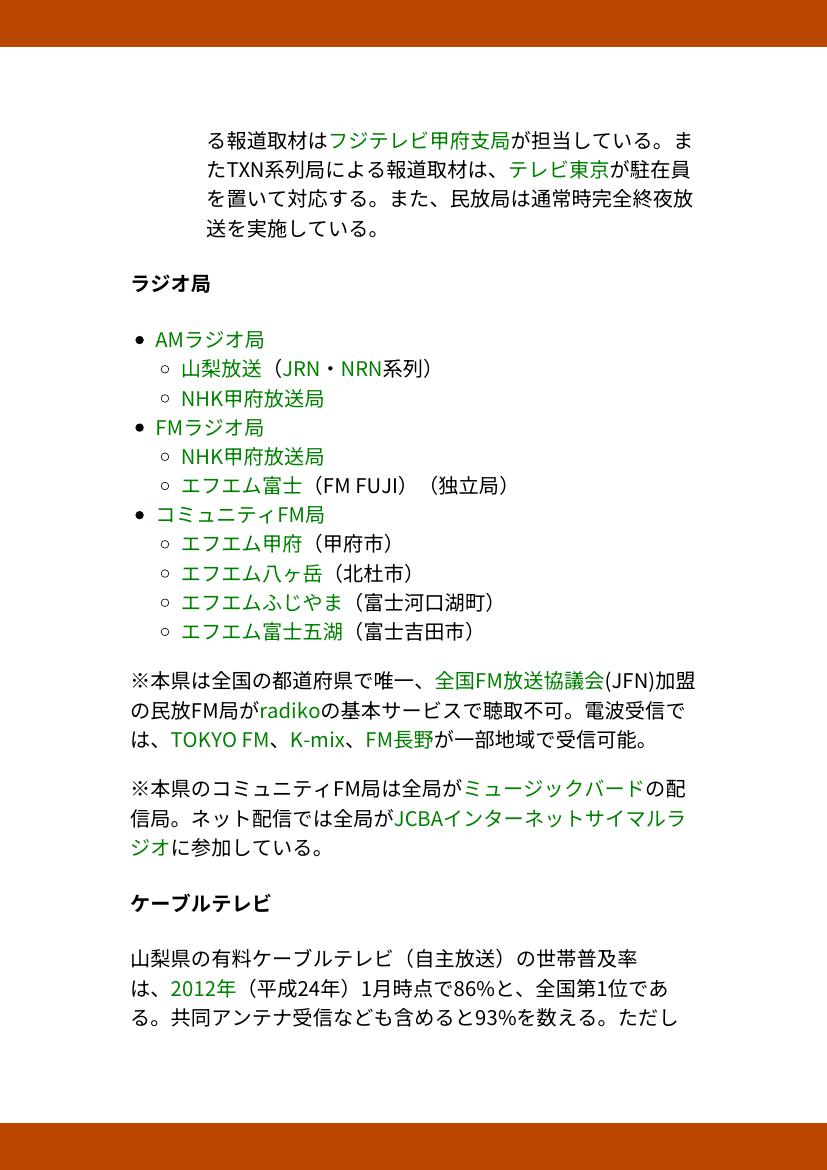 る報道取材はフジテレビ甲府支局が担当している。ま
たTXN系列局による報道取材は、テレビ東京が駐在員
を置いて対応する。また、民放局は通常時完全終夜放
送を実施している。
ラジオ局
• AMラジオ局
◦ 山梨放送（JRN・NRN系列）
◦ NHK甲府放送局
• FMラジオ局
◦ NHK甲府放送局
◦ エフエム富士（FM FUJI）（独立局）
• コミュニティFM局
◦ エフエム甲府（甲府市）
◦ エフエム八ヶ岳（北杜市）
◦ エフエムふじやま（富士河口湖町）
◦ エフエム富士五湖（富士吉田市）
※本県は全国の都道府県で唯一、全国FM放送協議会(JFN)加盟
の民放FM局がradikoの基本サービスで聴取不可。電波受信で
は、TOKYO FM、K-mix、FM長野が一部地域で受信可能。
※本県のコミュニティFM局は全局がミュージックバードの配
信局。ネット配信では全局がJCBAインターネットサイマルラ
ジオに参加している。
ケーブルテレビ
山梨県の有料ケーブルテレビ（自主放送）の世帯普及率
は、2012年（平成24年）1月時点で86%と、全国第1位であ
る。共同アンテナ受信なども含めると93%を数える。ただし